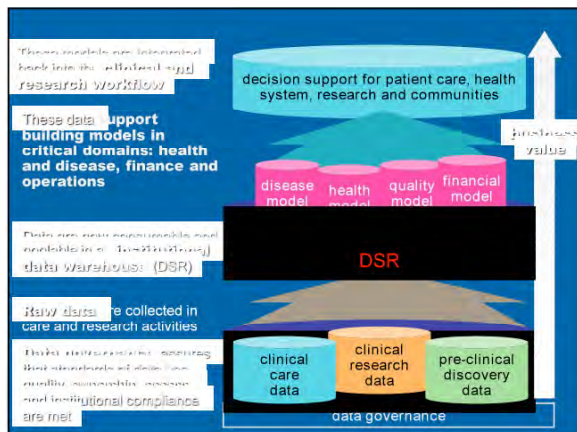 These models are integrated
back into the clinical and
research workflow
These data support
building models in
critical domains: health
and disease, finance and
operations
Data are now consumable and
in institutional
data warehouse (DSR)
Raw data are collected in
care and research activities
Data governance ensures
that standards of
quality, ownership, access
and institutional compliance
are met
decision support for patient care, health
system, research and communities
business
value
disease
model
health
model
quality
model
financial
model
DSR
clinical
care
data
clinical
research
data
pre-clinical
discovery
data
data governance